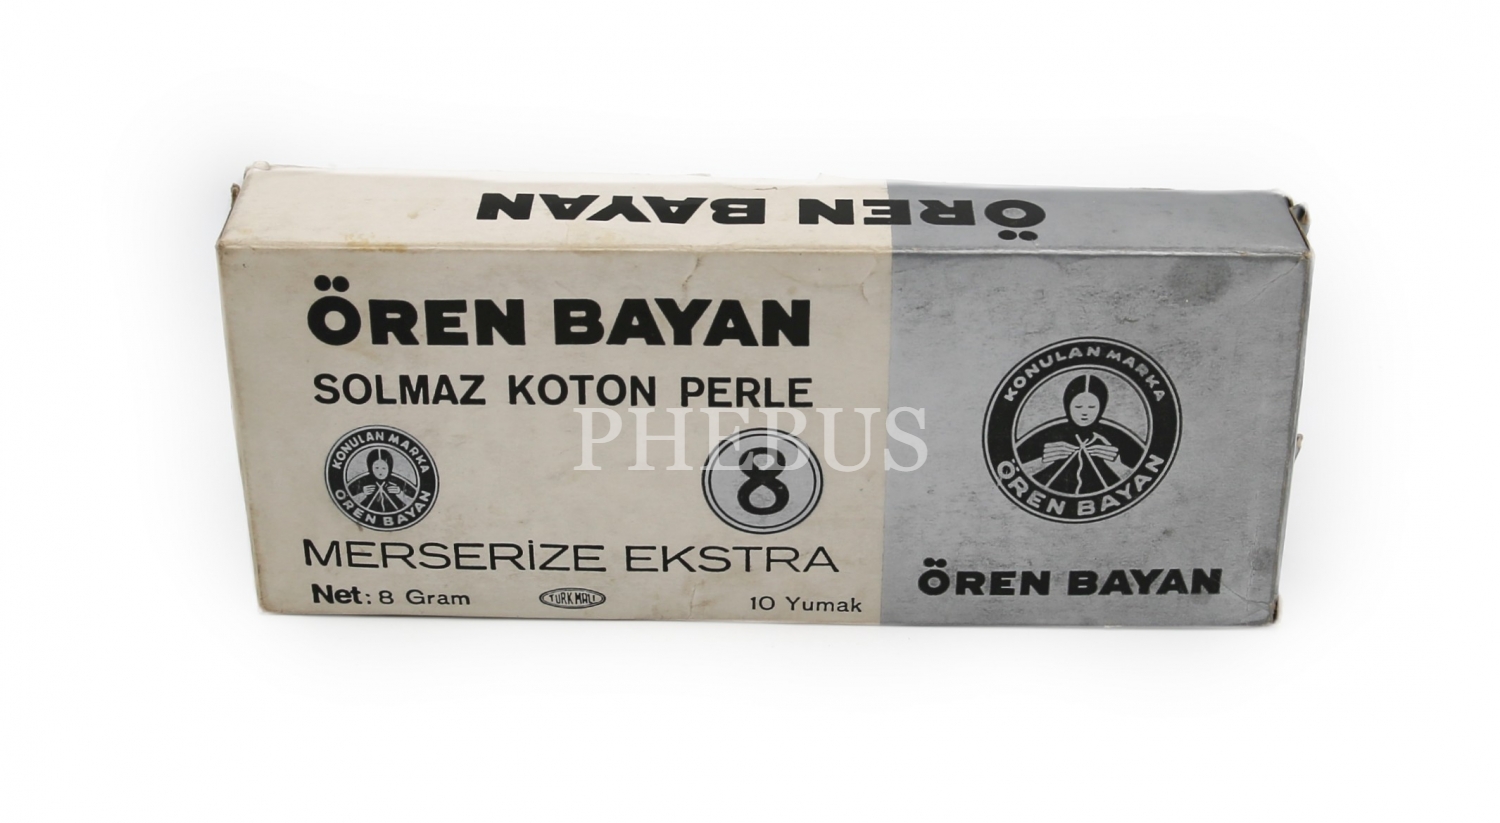 ÖREN BAYAN
ÖREN BAYAN
SOLMAZ KOTON PERLE
KONULAN MARKA
ÖREN BAYAN
8
MERSERİZE EKSTRA
Net: 8 Gram
TÜRK MALI
10 Yumak
KONULAN MARKA
ÖREN BAYAN
ÖREN BAYAN
PHEBUS